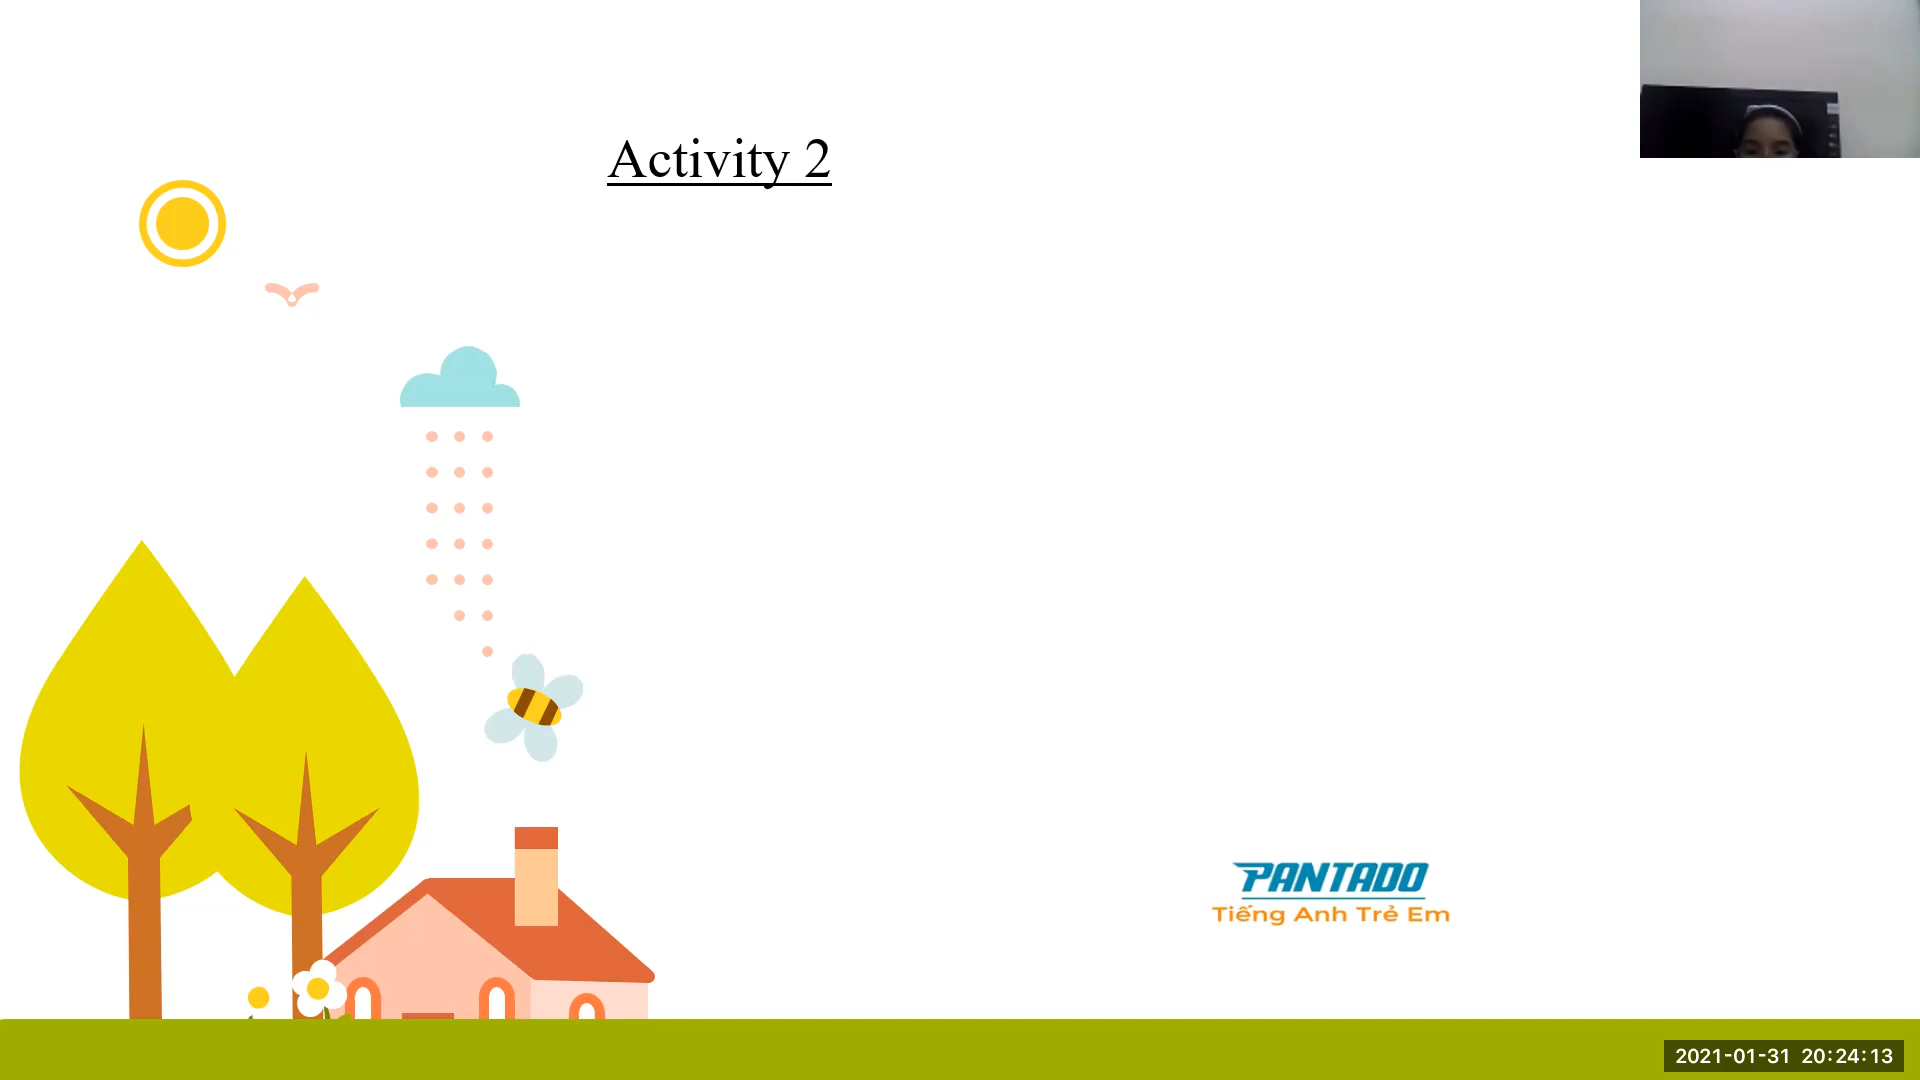 Activity 2
PANTADO
Tiếng Anh Trẻ Em
2021-01-31 20:24:13